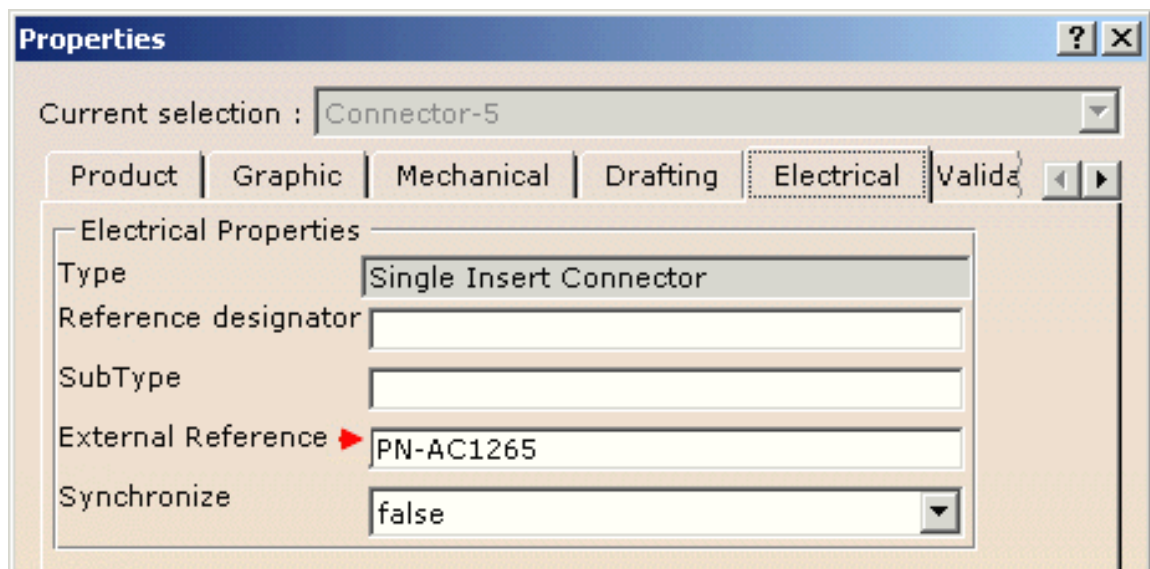 Properties
?
Current selection : Connector-5
Product Graphic Mechanical Drafting Electrical Valida
Electrical Properties
Type Single Insert Connector
Reference designator
SubType
External Reference PN-AC1265
Synchronize false